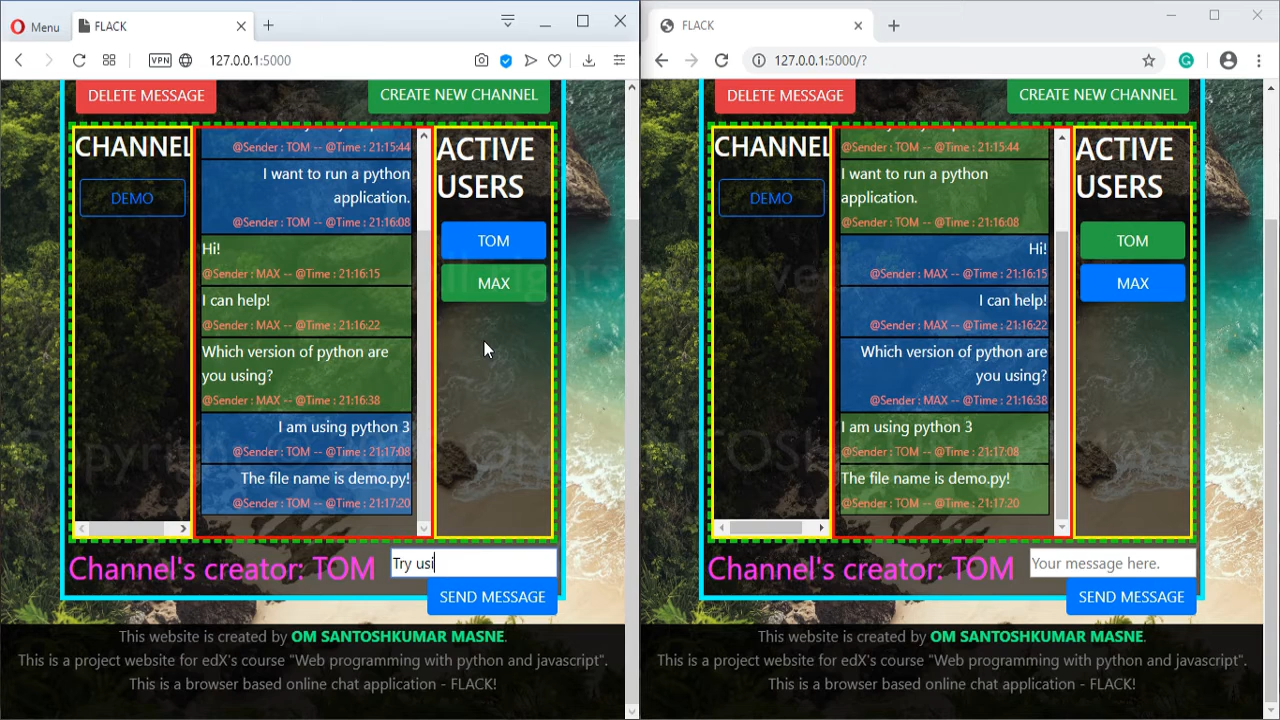 Menu
FLACK
VPN
127.0.0.1:5000
DELETE MESSAGE
CREATE NEW CHANNEL
CHANNEL
DEMO
@Sender : TOM -- @Time : 21:15:44
I want to run a python
application.
@Sender : TOM -- @Time : 21:16:08
Hi!
@Sender : MAX -- @Time : 21:16:15
I can help!
@Sender : MAX -- @Time : 21:16:22
Which version of python are
you using?
@Sender : MAX -- @Time : 21:16:38
I am using python 3
@Sender : TOM -- @Time : 21:17:08
The file name is demo.py!
@Sender : TOM -- @Time : 21:17:20
ACTIVE
USERS
TOM
MAX
Channel's creator: TOM
Try usi
SEND MESSAGE
This website is created by OM SANTOSHKUMAR MASNE.
This is a project website for edX's course "Web programming with python and javascript".
This is a browser based online chat application - FLACK!
FLACK
127.0.0.1:5000/?
DELETE MESSAGE
CREATE NEW CHANNEL
CHANNEL
DEMO
@Sender : TOM -- @Time : 21:15:44
I want to run a python
application.
@Sender : TOM -- @Time : 21:16:08
Hi!
@Sender : MAX -- @Time : 21:16:15
I can help!
@Sender : MAX -- @Time : 21:16:22
Which version of python are
you using?
@Sender : MAX -- @Time : 21:16:38
I am using python 3
@Sender : TOM -- @Time : 21:17:08
The file name is demo.py!
@Sender : TOM -- @Time : 21:17:20
ACTIVE
USERS
TOM
MAX
Channel's creator: TOM
Your message here.
SEND MESSAGE
This website is created by OM SANTOSHKUMAR MASNE.
This is a project website for edX's course "Web programming with python and javascript".
This is a browser based online chat application - FLACK!